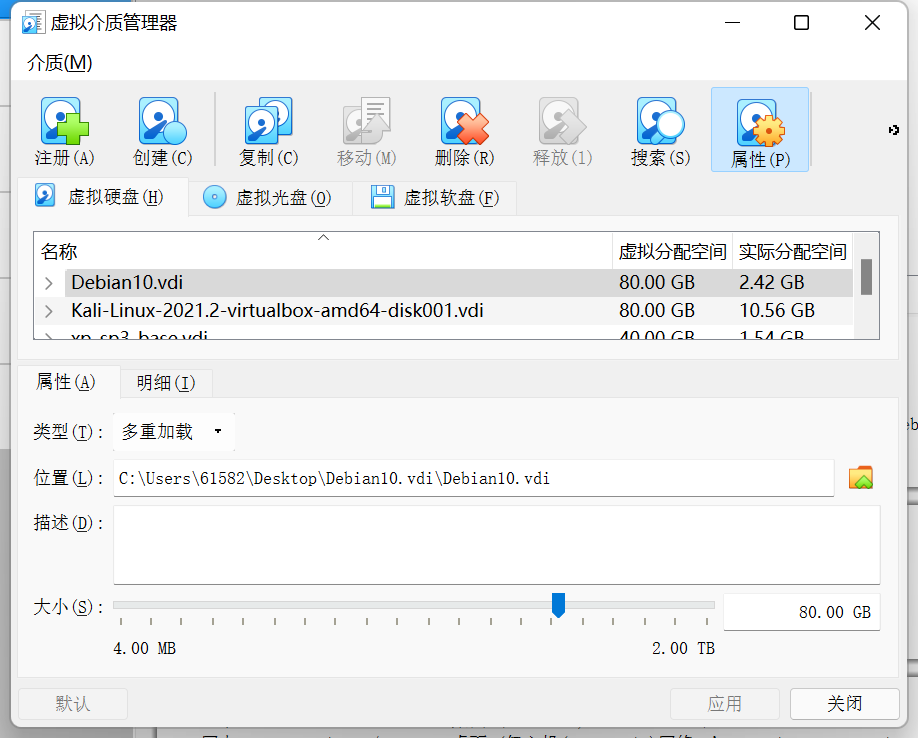 虚拟介质管理器
介质(M)
注册(A) 创建(C) 复制(C) 移动(M) 删除(R) 释放(l) 搜索(S) 属性(P)
虚拟硬盘(H) 虚拟光盘(O) 虚拟软盘(F)
名称 虚拟分配空间 实际分配空间
Debian10.vdi 80.00 GB 2.42 GB
Kali-Linux-2021.2-virtualbox-amd64-disk001.vdi 80.00 GB 10.56 GB
xp_sp3_base.vdi 40.00 GB 1.54 GB
属性(A) 明细(I)
类型(T): 多重加载
位置(L): C:\Users\61582\Desktop\Debian10.vdi\Debian10.vdi
描述(D):
大小(S): 80.00 GB
4.00 MB 2.00 TB
默认 应用 关闭